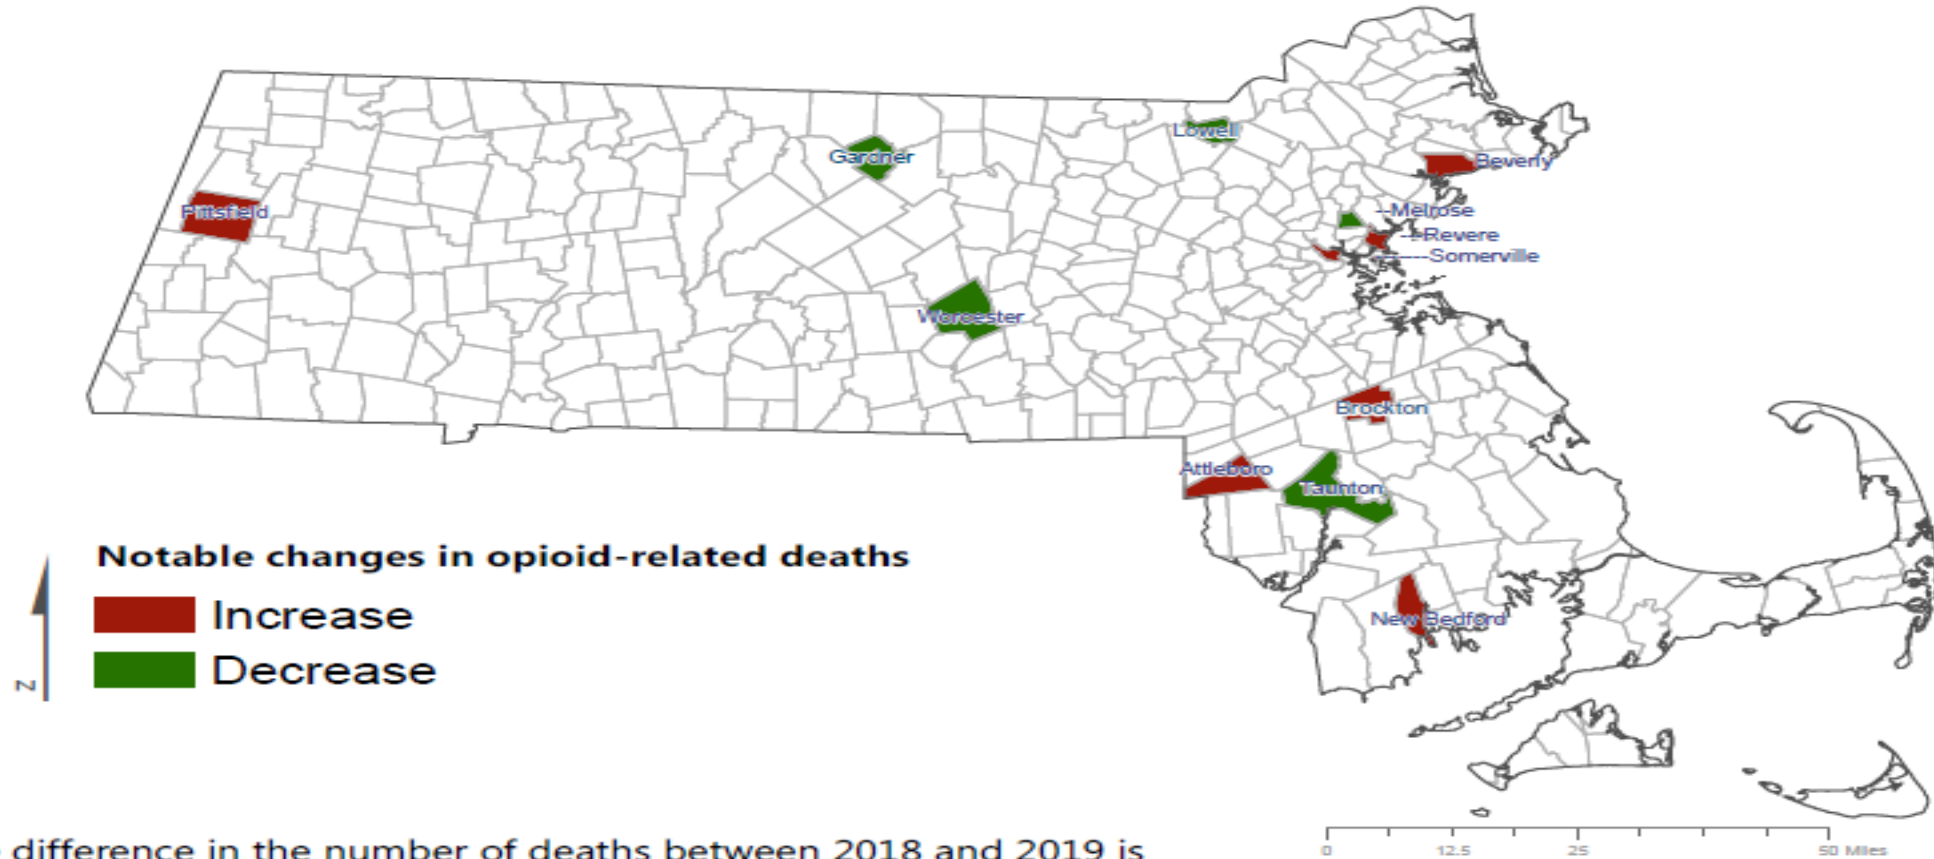 Lowell
Gardner
Beverly
Pittsfield
--Melrose
---Revere
-------Somerville
Worcester
Brockton
Attleboro
Taunton
Notable changes in opioid-related deaths
Increase
New Bedford
Decrease
Z
difference in the number of deaths between 2018 and 2019 is
0 12.5 25 50 Miles